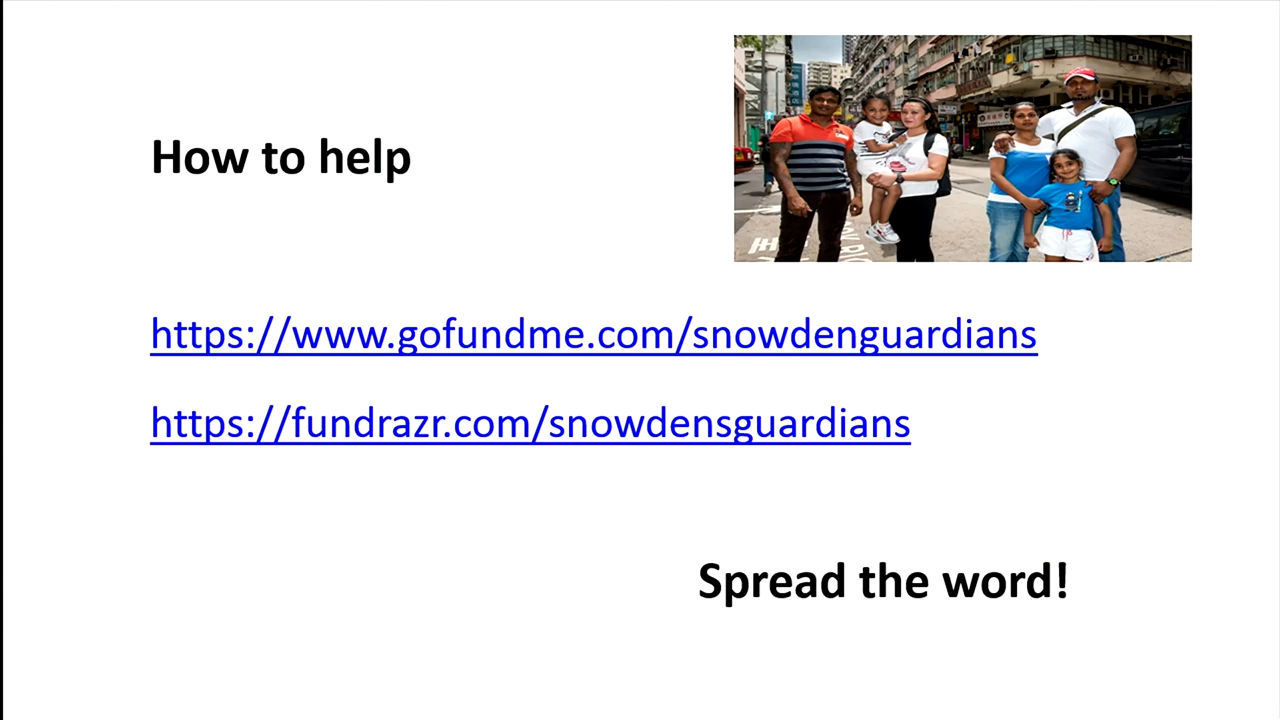 How to help
https://www.gofundme.com/snowdenguardians
https://fundrazr.com/snowdensguardians
Spread the word!